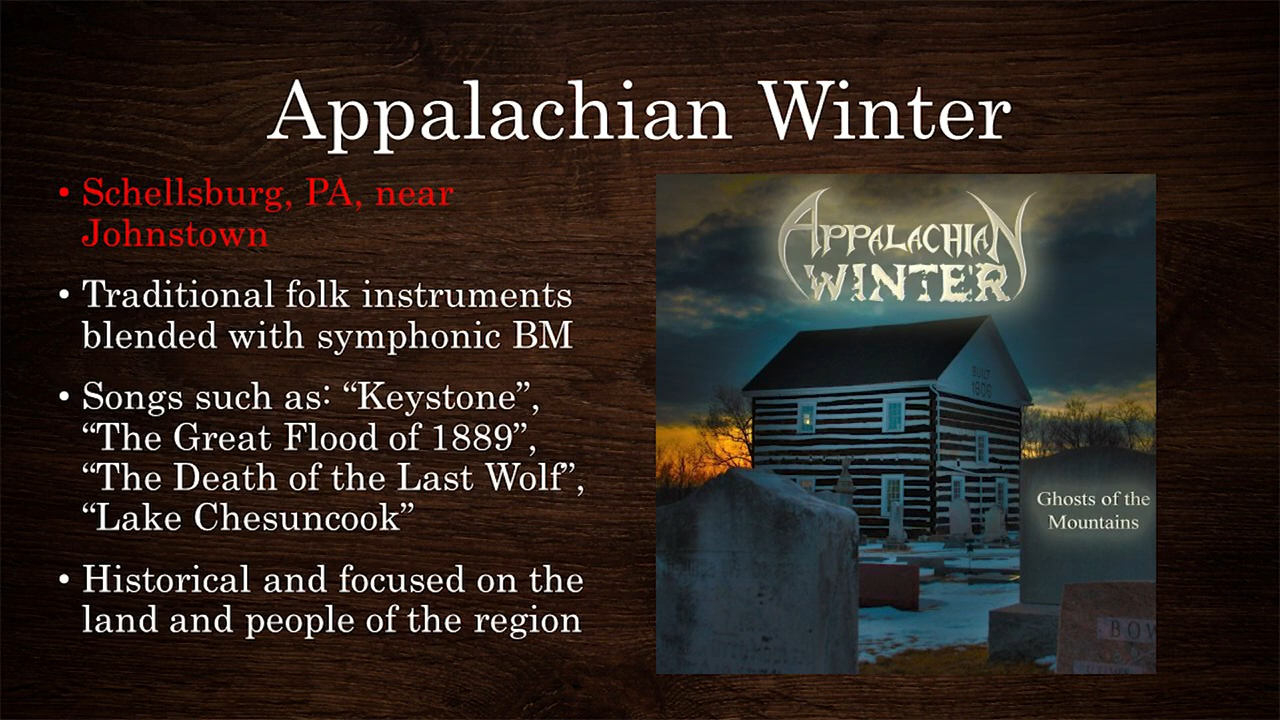 Appalachian Winter
• Schellsburg, PA, near
Johnstown
• Traditional folk instruments
blended with symphonic BM
• Songs such as: “Keystone”,
“The Great Flood of 1889”,
“The Death of the Last Wolf”,
“Lake Chesuncook”
• Historical and focused on the
land and people of the region
APPALACHIAN
WINTER
BUILT
1806
Ghosts of the
Mountains